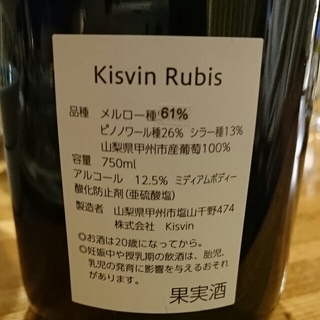 Kisvin Rubis
品種 メルロー種61%
ピノノワール種26% シラー種13%
山梨県甲州市産葡萄100%
容量 750ml
アルコール 12.5% ミディアムボディー
酸化防止剤(亜硫酸塩)
製造者 山梨県甲州市塩山千野474
株式会社 Kisvin
◎お酒は20歳になってから。
◎妊娠中や授乳期の飲酒は、胎児、
乳児の発育に影響を与えるおそれ
があります。
果実酒